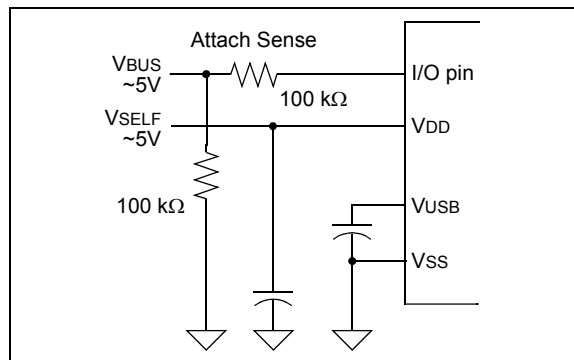 Attach Sense
VBUS
~5V
100 kΩ
I/O pin
VSELF
~5V
VDD
100 kΩ
VUSB
VSS